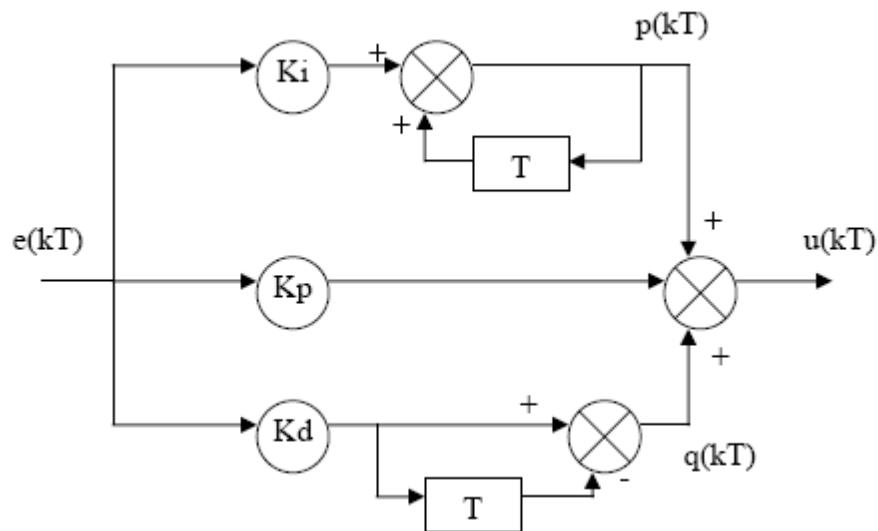 p(kT)
Ki
+
+
T
+
e(kT)
u(kT)
Kp
+
Kd
+
q(kT)
-
T